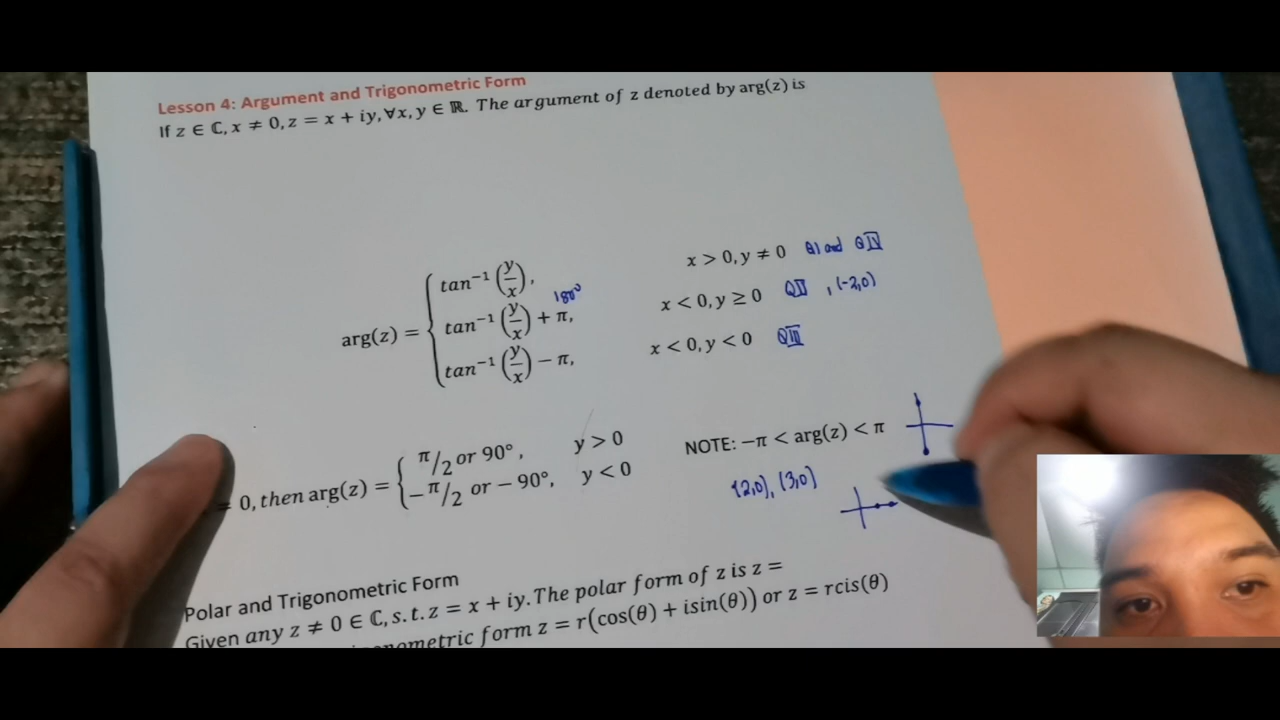 Lesson 4: Argument and Trigonometric Form
If z ∈ ℂ, x ≠ 0, z = x + iy, ∀x, y ∈ ℝ. The argument of z denoted by arg(z) is
tan⁻¹(y/x), x > 0, y ≠ 0 QI and QIV
180°
arg(z) = { tan⁻¹(y/x) + π, x < 0, y ≥ 0 QII , (-2,0)
tan⁻¹(y/x) − π, x < 0, y < 0 QIII
π/2 or 90°, y > 0
= 0, then arg(z) = { −π/2 or − 90°, y < 0
NOTE: −π < arg(z) < π
(2,0), (3,0)
Polar and Trigonometric Form
Given any z ≠ 0 ∈ ℂ, s.t. z = x + iy. The polar form of z is z =
nometric form z = r(cos(θ) + isin(θ)) or z = rcis(θ)